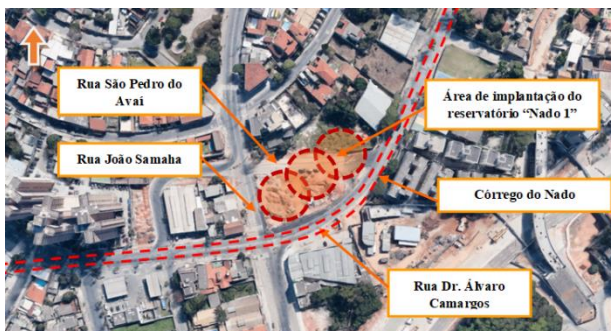 Rua São Pedro do
Avaí
Área de implantação do
reservatório “Nado 1”
Rua João Samaha
Córrego do Nado
Rua Dr. Álvaro
Camargos